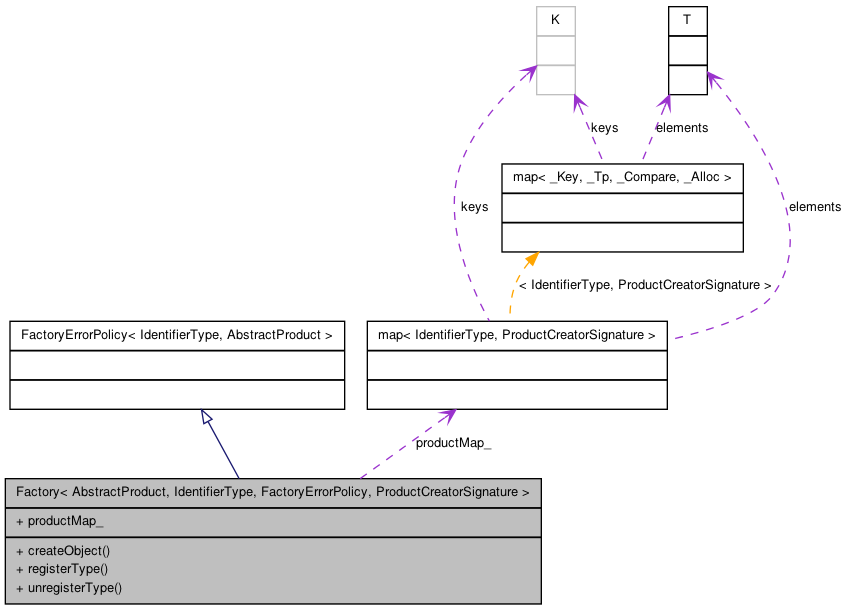 K
T
keys
elements
map< _Key, _Tp, _Compare, _Alloc >
keys
elements
< IdentifierType, ProductCreatorSignature >
FactoryErrorPolicy< IdentifierType, AbstractProduct >
map< IdentifierType, ProductCreatorSignature >
productMap_
Factory< AbstractProduct, IdentifierType, FactoryErrorPolicy, ProductCreatorSignature >
+ productMap_
+ createObject()
+ registerType()
+ unregisterType()